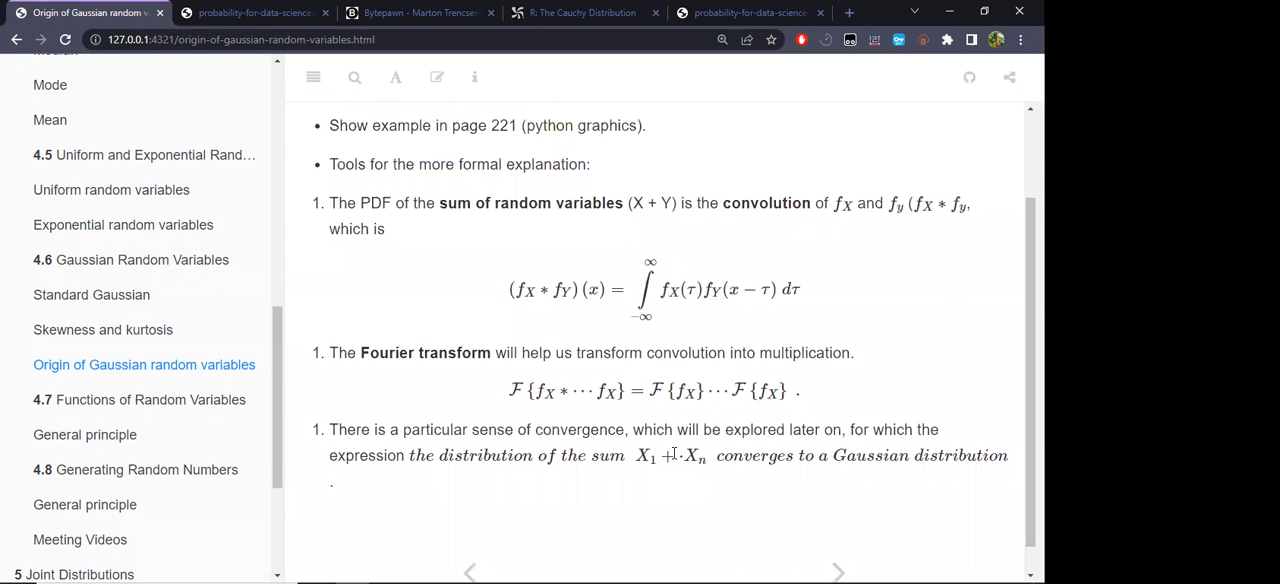 Origin of Gaussian random v
probability-for-data-science
Bytepawn - Marton Trencser
R: The Cauchy Distribution
probability-for-data-science
127.0.0.1:4321/origin-of-gaussian-random-variables.html
Mode
Mean
4.5 Uniform and Exponential Rand…
Uniform random variables
Exponential random variables
4.6 Gaussian Random Variables
Standard Gaussian
Skewness and kurtosis
Origin of Gaussian random variables
4.7 Functions of Random Variables
General principle
4.8 Generating Random Numbers
General principle
Meeting Videos
5 Joint Distributions
• Show example in page 221 (python graphics).
• Tools for the more formal explanation:
1. The PDF of the sum of random variables (X + Y) is the convolution of f_X and f_y (f_X ∗ f_y,
which is
(f_X ∗ f_Y) (x) = ∫_{−∞}^{∞} f_X(τ)f_Y(x − τ) dτ
1. The Fourier transform will help us transform convolution into multiplication.
ℱ {f_X ∗ ⋯ f_X} = ℱ {f_X} ⋯ ℱ {f_X} .
1. There is a particular sense of convergence, which will be explored later on, for which the
expression the distribution of the sum X_1 + ⋅ X_n converges to a Gaussian distribution
.